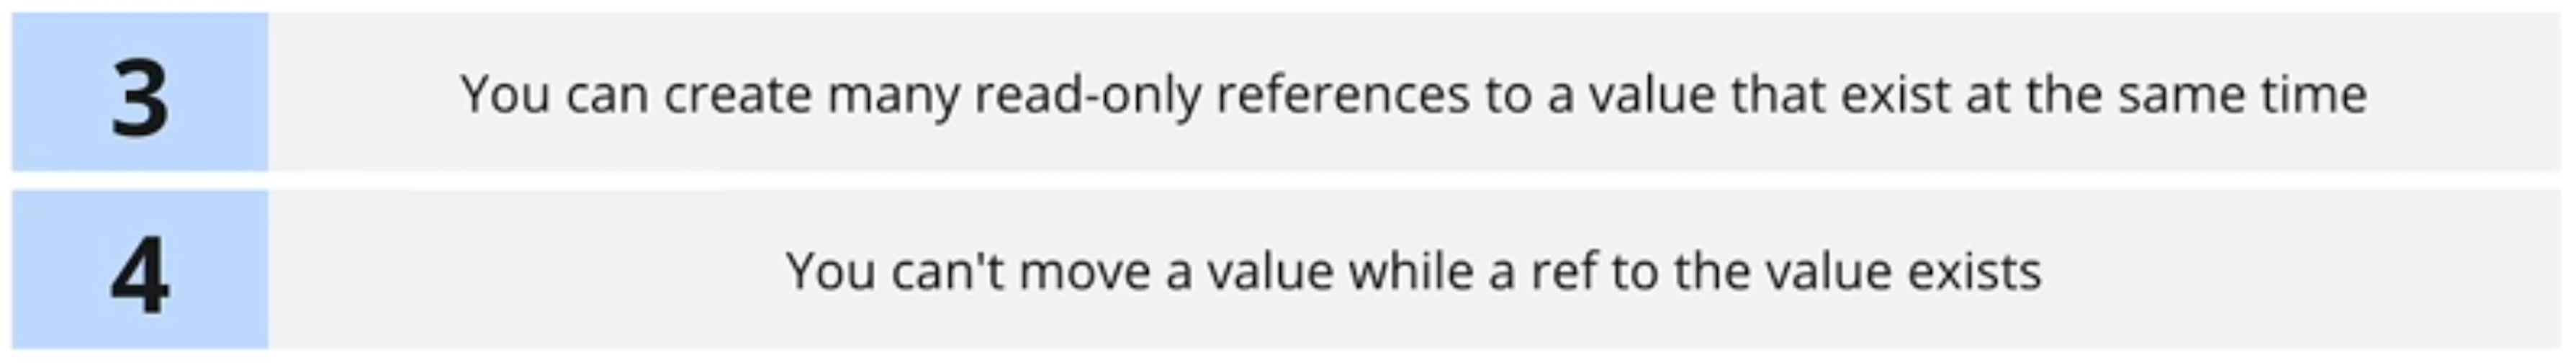 3
You can create many read-only references to a value that exist at the same time
4
You can't move a value while a ref to the value exists